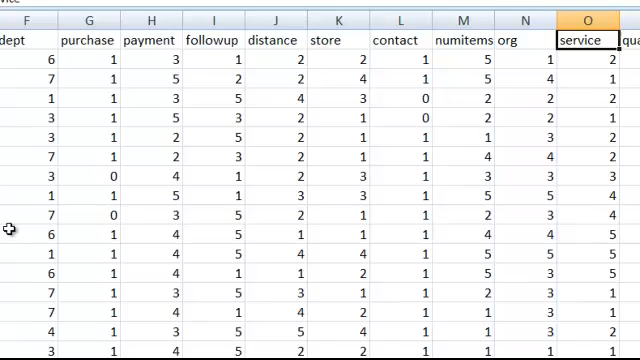 F G H I J K L M N O
dept purchase payment followup distance store contact numitems org service qua
6 1 3 1 2 2 1 5 1 2
7 1 5 2 2 4 1 5 4 1
1 1 3 5 4 3 0 2 2 2
3 1 5 3 2 1 0 2 2 1
3 1 2 5 2 1 1 1 3 2
7 1 2 3 2 1 1 4 4 2
3 0 4 1 2 3 1 3 3 3
1 1 5 1 3 3 1 5 5 4
7 0 3 5 2 1 1 2 3 4
6 1 4 5 1 1 1 4 4 5
1 1 4 5 4 4 1 5 5 5
6 1 4 1 1 2 1 5 3 5
7 1 3 5 3 1 1 2 3 1
7 1 4 1 4 2 1 1 3 1
4 1 3 5 5 4 1 1 3 2
3 1 4 5 2 2 1 1 1 1